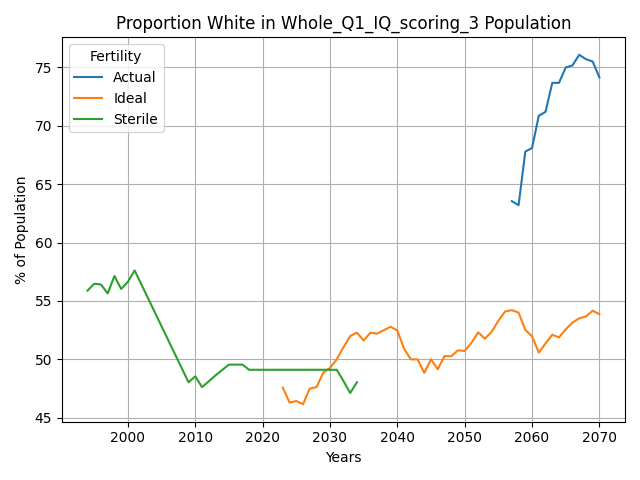 Proportion White in Whole_Q1_IQ_scoring_3 Population
Fertility
Actual
Ideal
Sterile
% of Population
75
70
65
60
55
50
45
2000
2010
2020
2030
2040
2050
2060
2070
Years